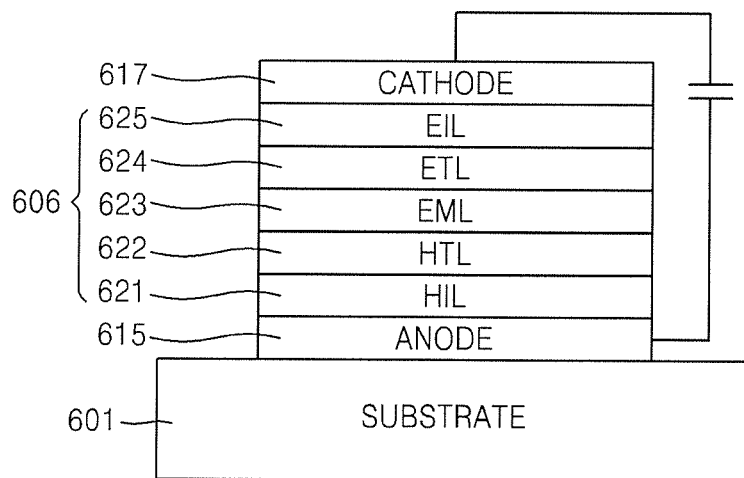 617 CATHODE
625 EIL
624 ETL
606 623 EML
622 HTL
621 HIL
615 ANODE
601 SUBSTRATE